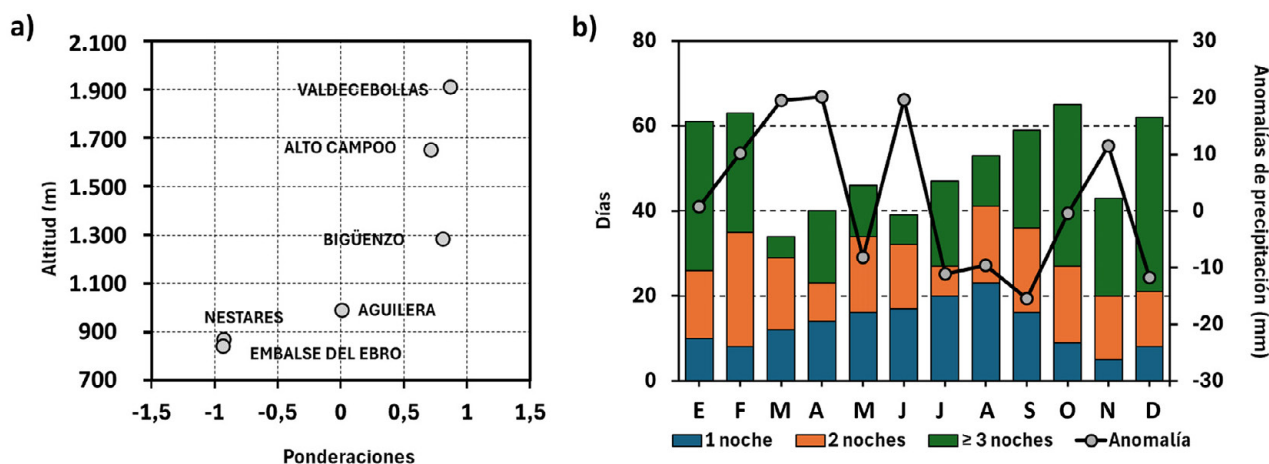 a)
Altitud (m)
2.100
1.900
1.700
1.500
1.300
1.100
900
700
VALDECEBOLLAS
ALTO CAMPOO
BIGÜENZO
AGUILERA
NESTARES
EMBALSE DEL EBRO
-1,5 -1 -0,5 0 0,5 1 1,5
Ponderaciones
b)
Días
80
60
40
20
0
30
20
10
0
-10
-20
-30
Anomalías de precipitación (mm)
E F M A M J J A S O N D
1 noche 2 noches ≥ 3 noches Anomalía